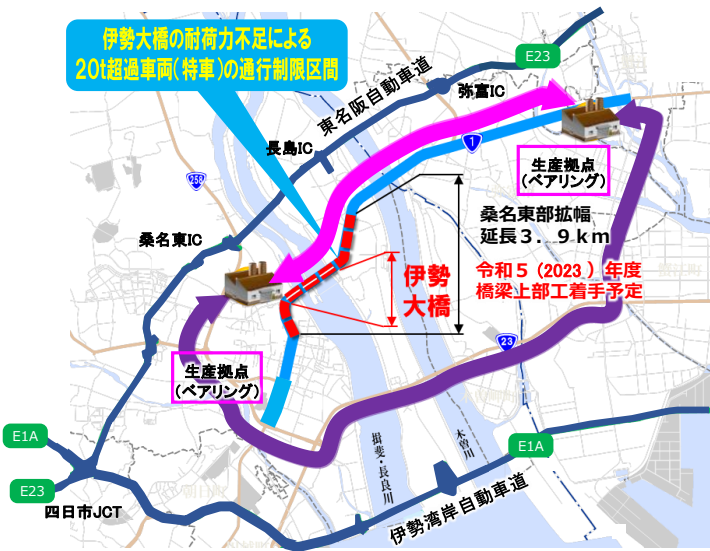 伊勢大橋の耐荷力不足による
20t超過車両(特車)の通行制限区間
E23
東名阪自動車道
弥富IC
長島IC
1
258
生産拠点
(ベアリング)
桑名東部拡幅
延長3．9km
桑名東IC
伊勢
大橋
令和5(2023)年度
橋梁上部工着手予定
23
生産拠点
(ベアリング)
E1A
E23
四日市JCT
揖斐・長良川
木曽川
E1A
伊勢湾岸自動車道